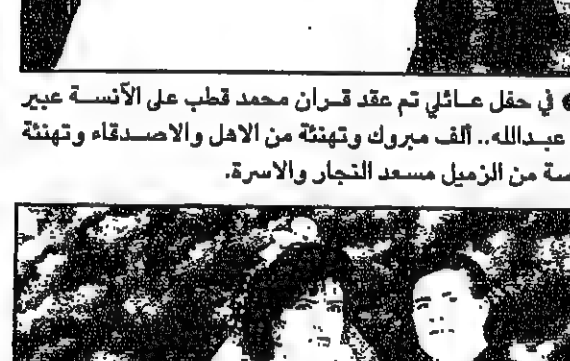 ● في حفل عائلي تم عقد قران محمد قطب على الآنسة عبير
عبدالله.. ألف مبروك وتهنئة من الاهل والاصدقاء وتهنئة
من الزميل مسعد النجار والاسرة.